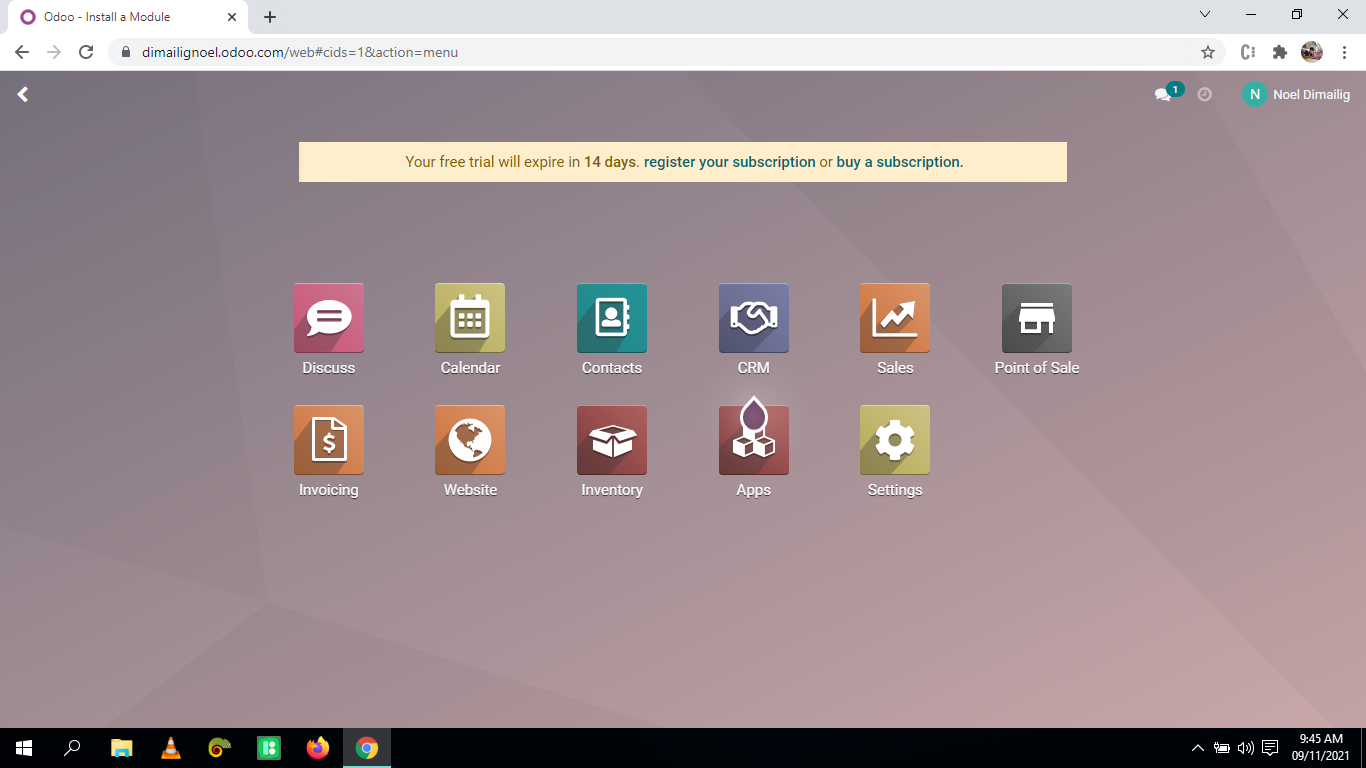 Odoo - Install a Module
dimailignoel.odoo.com/web#cids=1&action=menu
1
N Noel Dimailig
Your free trial will expire in 14 days. register your subscription or buy a subscription.
Discuss Calendar Contacts CRM Sales Point of Sale
Invoicing Website Inventory Apps Settings
9:45 AM
09/11/2021